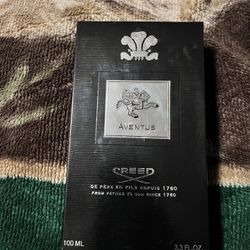 AVENTUS
CREED
DE PÈRE EN FILS DEPUIS 1760
FROM FATHER TO SON SINCE 1760
100 ML
3.3 FL.OZ